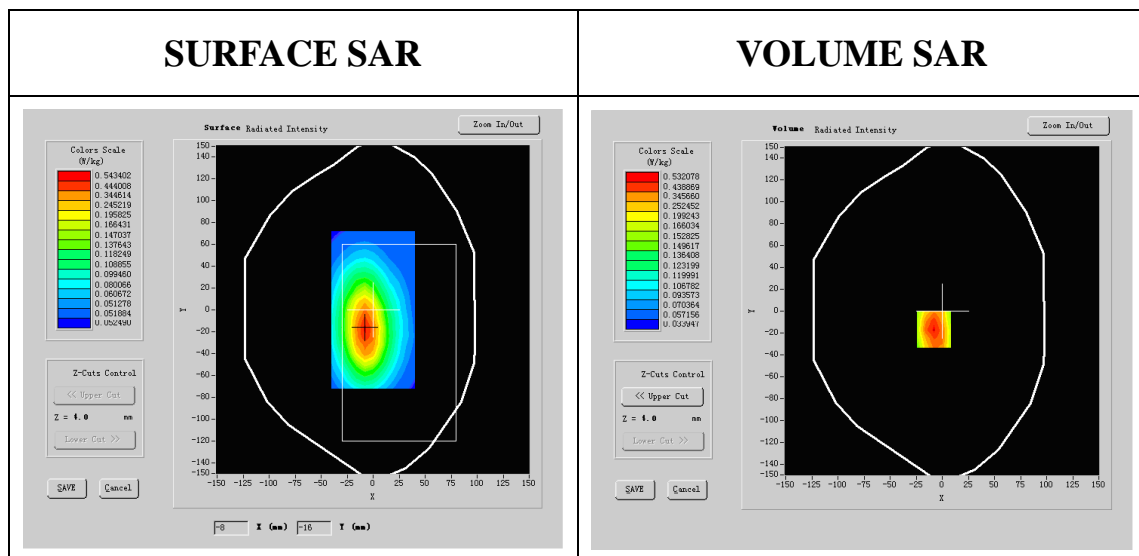 SURFACE SAR
VOLUME SAR
Surface Radiated Intensity
Zoom In/Out
Colors Scale
(W/kg)
0.543402
0.444008
0.344614
0.245219
0.195825
0.166431
0.147037
0.137643
0.118249
0.108855
0.099460
0.080066
0.060672
0.051278
0.051884
0.052490
150
140
120
100
80
60
40
20
0
-20
-40
-60
-80
-100
-120
-140
-150
Y
-150 -125 -100 -75 -50 -25 0 25 50 75 100 125 150
X
Z-Cuts Control
<< Upper Cut
Z = 4.0 mm
Lower Cut >>
SAVE Cancel
-8 X (mm) -16 Y (mm)
Volume Radiated Intensity
Zoom In/Out
Colors Scale
(W/kg)
0.532078
0.438869
0.345660
0.252452
0.199243
0.166034
0.152825
0.149617
0.136408
0.123199
0.119991
0.106782
0.093573
0.070364
0.057156
0.033947
150
140
120
100
80
60
40
20
0
-20
-40
-60
-80
-100
-120
-140
-150
Y
-150 -125 -100 -75 -50 -25 0 25 50 75 100 125 150
X
Z-Cuts Control
<< Upper Cut
Z = 4.0 mm
Lower Cut >>
SAVE Cancel